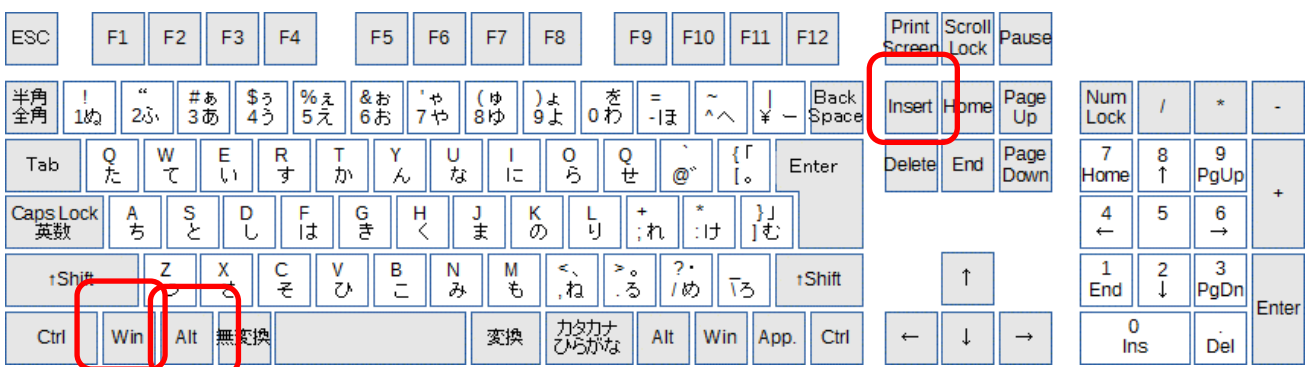 ESC F1 F2 F3 F4 F5 F6 F7 F8 F9 F10 F11 F12 Print Screen Scroll Lock Pause
半角 ! “ #ぁ $ぅ %ぇ &ぉ 'ゃ (ゅ )ょ を = ~ | Back Insert Home Page Up Num Lock / * -
全角 1ぬ 2ふ 3あ 4う 5え 6お 7や 8ゆ 9よ 0わ -ほ ^へ ¥ー Space
Tab Q W E R T Y U I O Q ` {「 Enter Delete End Page Down 7 8 9 +
た て い す か ん な に ら せ @゛ [。 Home ↑ PgUp
Caps Lock A S D F G H J K L + * }」 4 5 6
英数 ち と し は き く ま の り ;れ :け ]む ← →
↑Shift Z X C V B N M <、 >。 ?・ _ ↑Shift ↑ 1 2 3 Enter
つ さ そ ひ こ み も ,ね .る /め \ろ End ↓ PgDn
Ctrl Win Alt 無変換 変換 カタカナ ひらがな Alt Win App. Ctrl ← ↓ → 0 .
Ins Del